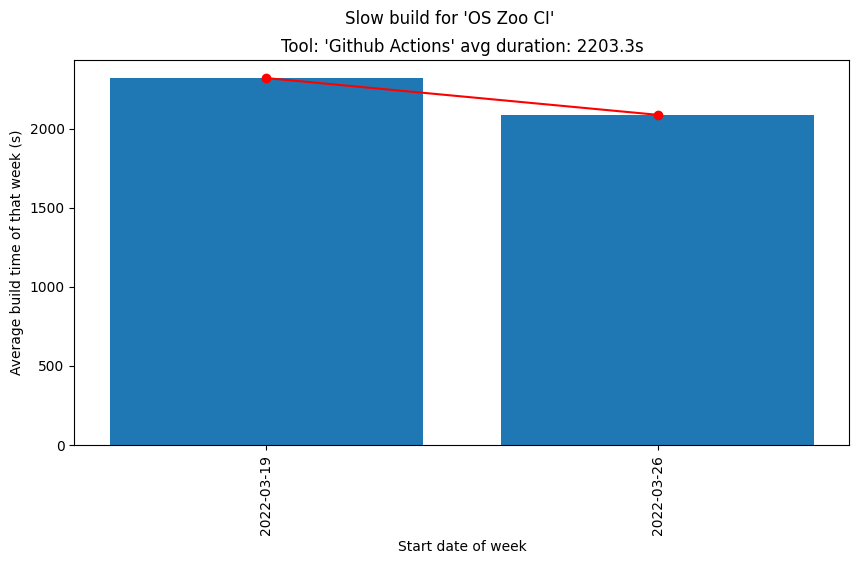 Slow build for 'OS Zoo CI'
Tool: 'Github Actions' avg duration: 2203.3s
Average build time of that week (s)
2000
1500
1000
500
0
2022-03-19
2022-03-26
Start date of week